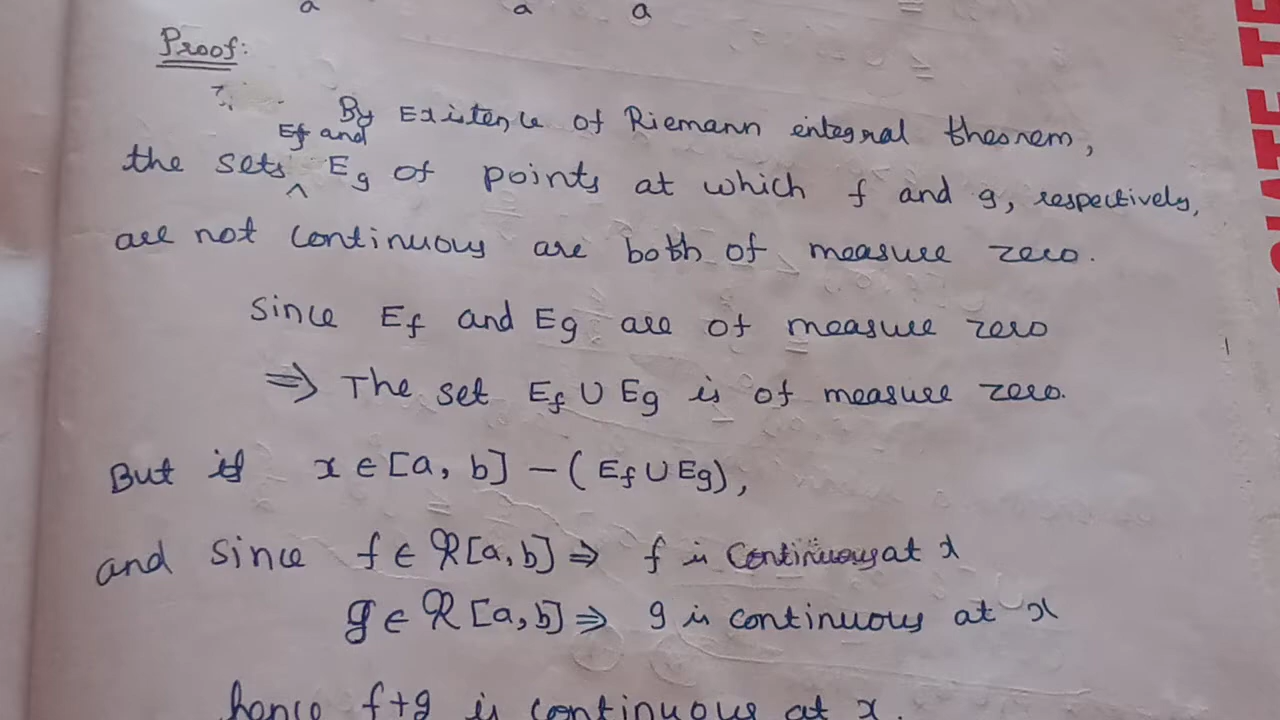 a a a
Proof:
By Existence of Riemann integral theorem,
the sets Ef and Eg of points at which f and g, respectively,
are not continuous are both of measure zero.
Since Ef and Eg are of measure zero
⇒ The set Ef ∪ Eg is of measure zero.
But if x ∈ [a, b] - (Ef ∪ Eg),
and since f ∈ R[a, b] ⇒ f is continuous at x
g ∈ R[a, b] ⇒ g is continuous at x
hence f+g is continuous at x.